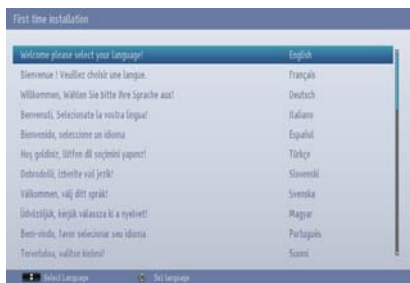 First time installation
Welcome please select your language! English
Bienvenue ! Veuillez choisir une langue. Français
Willkommen, Wählen Sie bitte Ihre Sprache aus! Deutsch
Benvenuti, Selezionate la vostra lingua! Italiano
Bienvenido, seleccione un idioma Español
Hoş geldiniz, lütfen dil seçimini yapınız! Türkçe
Dobrodošli, izberite vaš jezik! Slovenski
Välkommen, välj ditt språk! Svenska
Üdvözöljük, kérjük válassza ki a nyelvet! Magyar
Bem-vindo, favor selecionar seu idioma. Português
Tervetuloa, valitse kielesi! Suomi
Select Language Set language